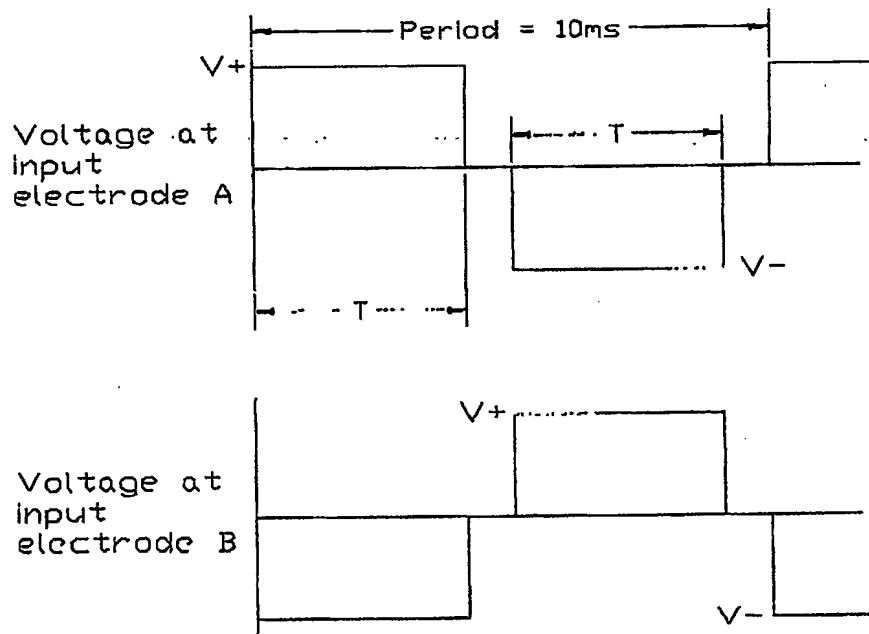 Period = 10ms
V+
Voltage at
input
electrode A
T
V-
T
V+
Voltage at
input
electrode B
V-